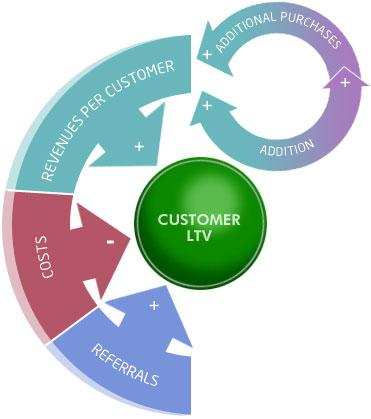 ADDITIONAL PURCHASES
+
+
+
ADDITION
REVENUES PER CUSTOMER
+
CUSTOMER
LTV
COSTS
-
+
REFERRALS